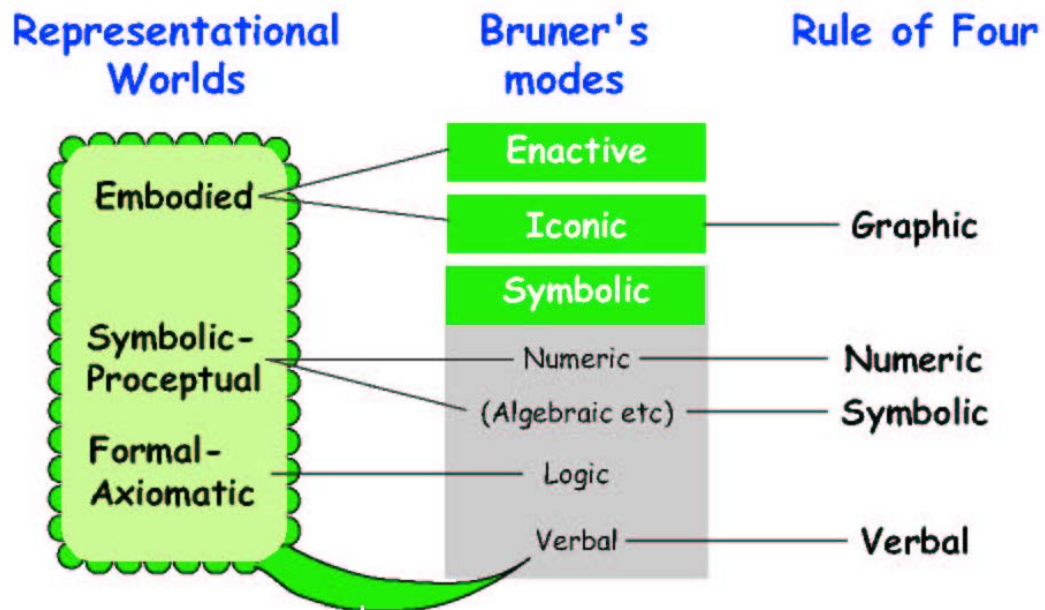 Representational
Worlds
Bruner's
modes
Rule of Four
Embodied
Symbolic-
Proceptual
Formal-
Axiomatic
Enactive
Iconic
Symbolic
Numeric
(Algebraic etc)
Logic
Verbal
Graphic
Numeric
Symbolic
Verbal